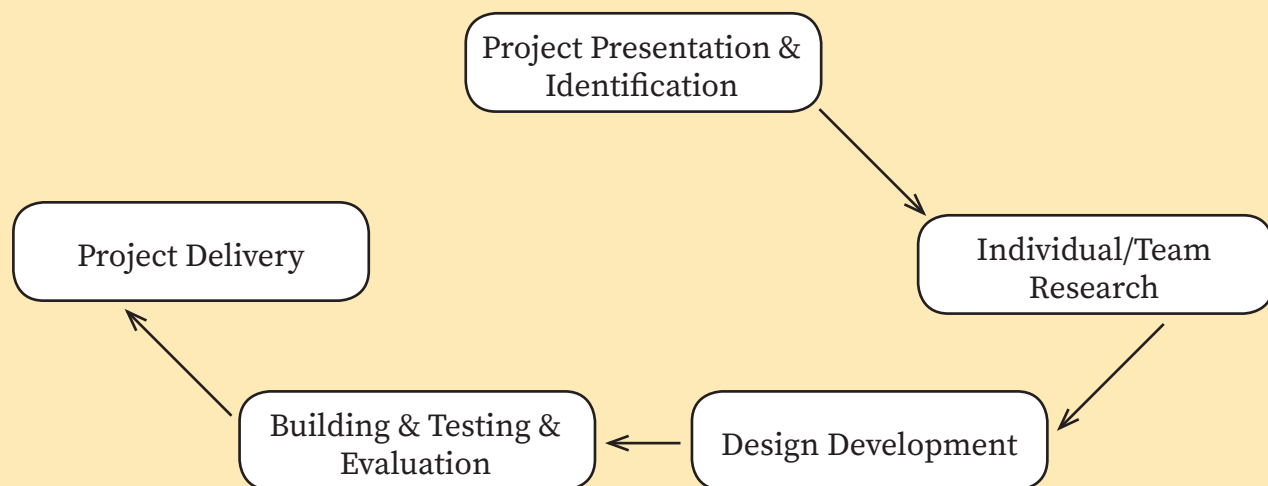 Project Presentation &
Identification
Individual/Team
Research
Design Development
Building & Testing &
Evaluation
Project Delivery